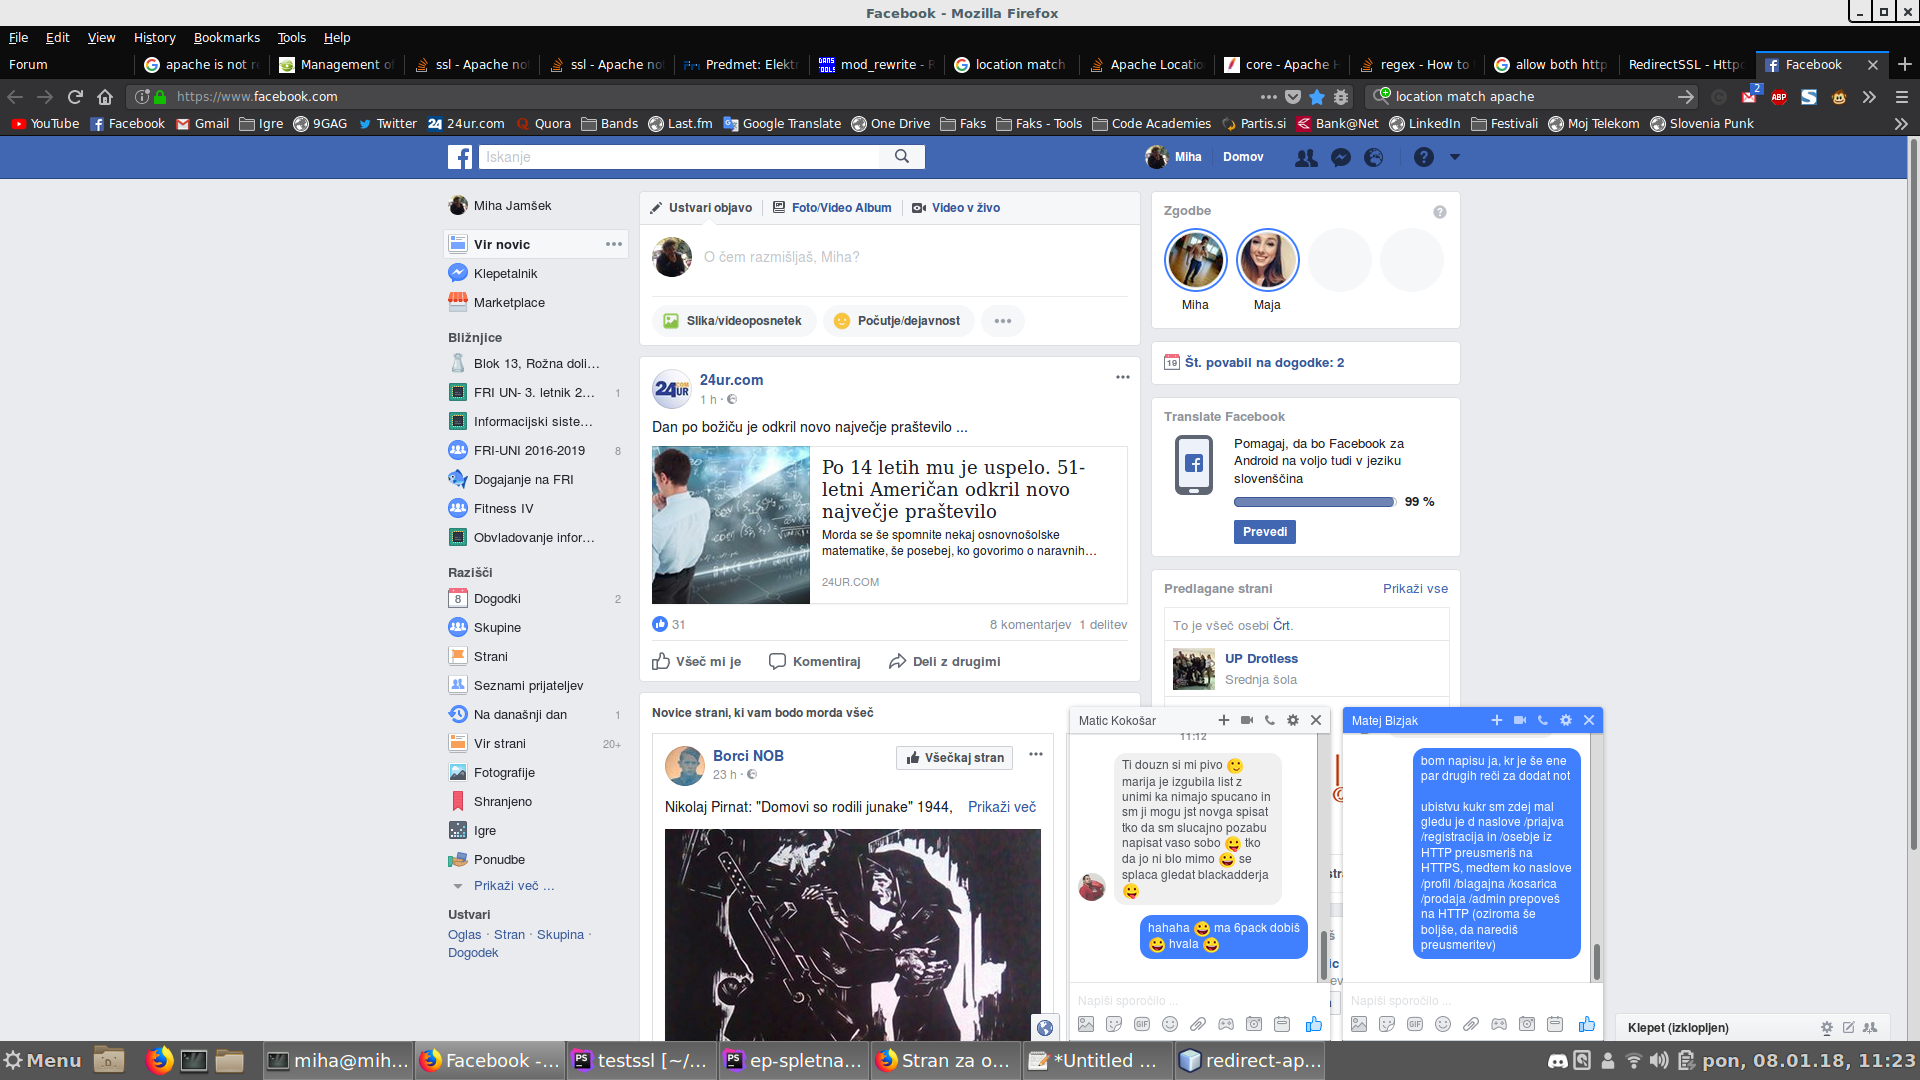 Facebook - Mozilla Firefox
File Edit View History Bookmarks Tools Help
Forum
apache is not r
Management of
ssl - Apache no
ssl - Apache no
Predmet: Elektr
mod_rewrite - R
location match
Apache Locatio
core - Apache H
regex - How to
allow both http
RedirectSSL - Httpd
Facebook
https://www.facebook.com
location match apache
2
ABP
YouTube Facebook Gmail Igre 9GAG Twitter 24ur.com Quora Bands Last.fm Google Translate One Drive Faks Faks - Tools Code Academies Partis.si Bank@Net LinkedIn Festivali Moj Telekom Slovenia Punk
Iskanje
Miha Domov
Miha Jamšek
Vir novic
Klepetalnik
Marketplace
Bližnjice
Blok 13, Rožna doli...
FRI UN- 3. letnik 2... 1
Informacijski siste...
FRI-UNI 2016-2019 8
Dogajanje na FRI
Fitness IV
Obvladovanje infor...
Razišči
8 Dogodki 2
Skupine
Strani
Seznami prijateljev
Na današnji dan 1
Vir strani 20+
Fotografije
Shranjeno
Igre
Ponudbe
Prikaži več ...
Ustvari
Oglas · Stran · Skupina ·
Dogodek
Ustvari objavo Foto/Video Album Video v živo
O čem razmišljaš, Miha?
Slika/videoposnetek Počutje/dejavnost
24UR.COM
24ur.com
1 h ·
Dan po božiču je odkril novo največje praštevilo ...
Po 14 letih mu je uspelo. 51-
letni Američan odkril novo
največje praštevilo
Morda se še spomnite nekaj osnovnošolske
matematike, še posebej, ko govorimo o naravnih...
24UR.COM
31 8 komentarjev 1 delitev
Všeč mi je Komentiraj Deli z drugimi
Novice strani, ki vam bodo morda všeč
Borci NOB
23 h ·
Všečkaj stran
Nikolaj Pirnat: "Domovi so rodili junake" 1944, Prikaži več
Zgodbe
Miha Maja
19 Št. povabil na dogodke: 2
Translate Facebook
Pomagaj, da bo Facebook za
Android na voljo tudi v jeziku
slovenščina
99 %
Prevedi
Predlagane strani Prikaži vse
To je všeč osebi Črt.
UP Drotless
Srednja šola
Matic Kokošar
11:12
Ti douzn si mi pivo
marija je izgubila list z
unimi ka nimajo spucano in
sm ji mogu jst novga spisat
tko da sm slucajno pozabu
napisat vaso sobo tko
da jo ni blo mimo se
splaca gledat blackadderja
hahaha ma 6pack dobiš
hvala
Napiši sporočilo ...
GIF
Matej Bizjak
bom napisu ja, kr je še ene
par drugih reči za dodat not
ubistvu kukr sm zdej mal
gledu je d naslove /priajva
/registracija in /osebje iz
HTTP preusmeriš na
HTTPS, medtem ko naslove
/profil /blagajna /kosarica
/prodaja /admin prepoveš
na HTTP (oziroma še
boljše, da narediš
preusmeritev)
Napiši sporočilo ...
GIF
Klepet (izklopljen)
Menu
miha@mih...
Facebook -...
testssl [~/...
ep-spletna...
Stran za o...
*Untitled ...
redirect-ap...
pon, 08.01.18, 11:23